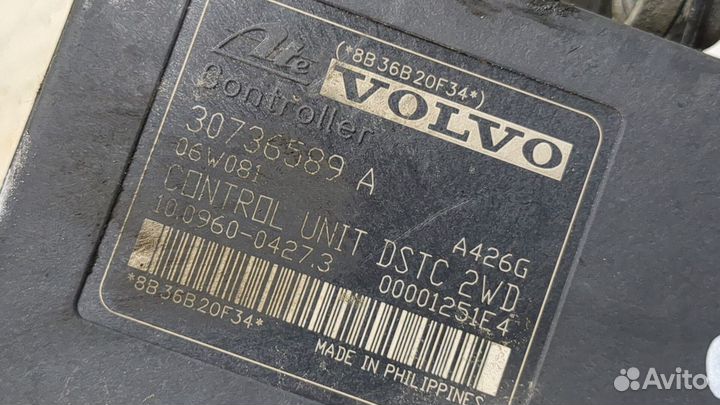 Ate
Controller
(*8B36B20F34*)
VOLVO
30736589 A
06W081
CONTROL UNIT DSTC 2WD
10.0960-0427.3
A426G
00001251E4
*8B36B20F34*
MADE IN PHILIPPINES
Avito